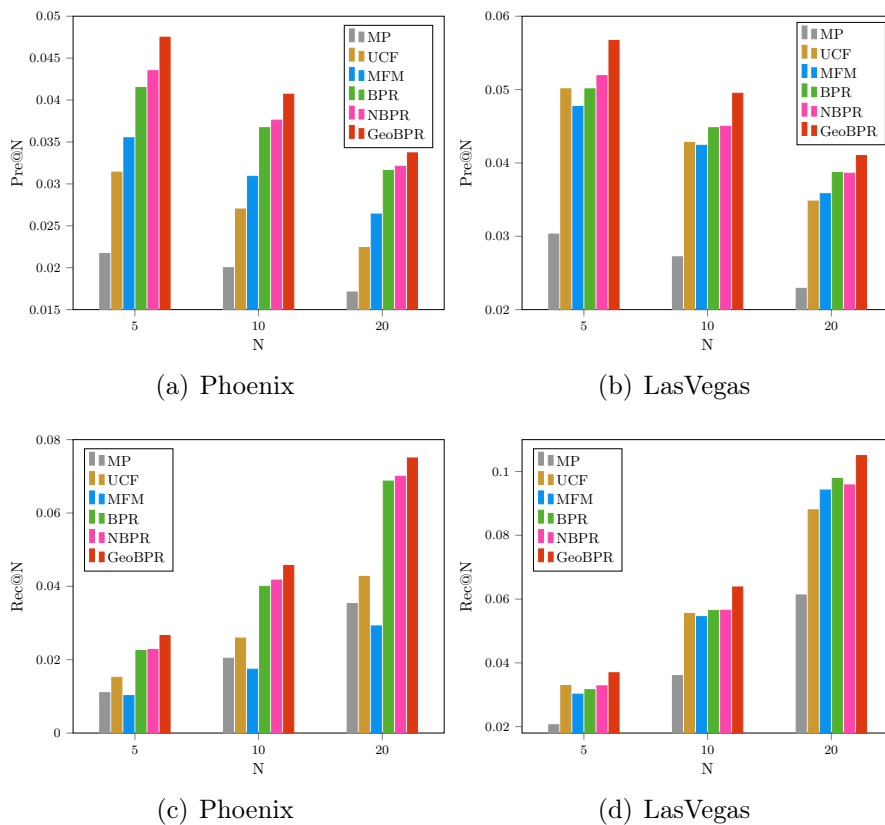 0.05
0.045
0.04
0.035
0.03
0.025
0.02
0.015
Pre@N
MP
UCF
MFM
BPR
NBPR
GeoBPR
5 10 20
N
(a) Phoenix
0.06
0.05
0.04
0.03
0.02
Pre@N
MP
UCF
MFM
BPR
NBPR
GeoBPR
5 10 20
N
(b) LasVegas
0.08
0.06
0.04
0.02
0
Rec@N
MP
UCF
MFM
BPR
NBPR
GeoBPR
5 10 20
N
(c) Phoenix
0.1
0.08
0.06
0.04
0.02
Rec@N
MP
UCF
MFM
BPR
NBPR
GeoBPR
5 10 20
N
(d) LasVegas